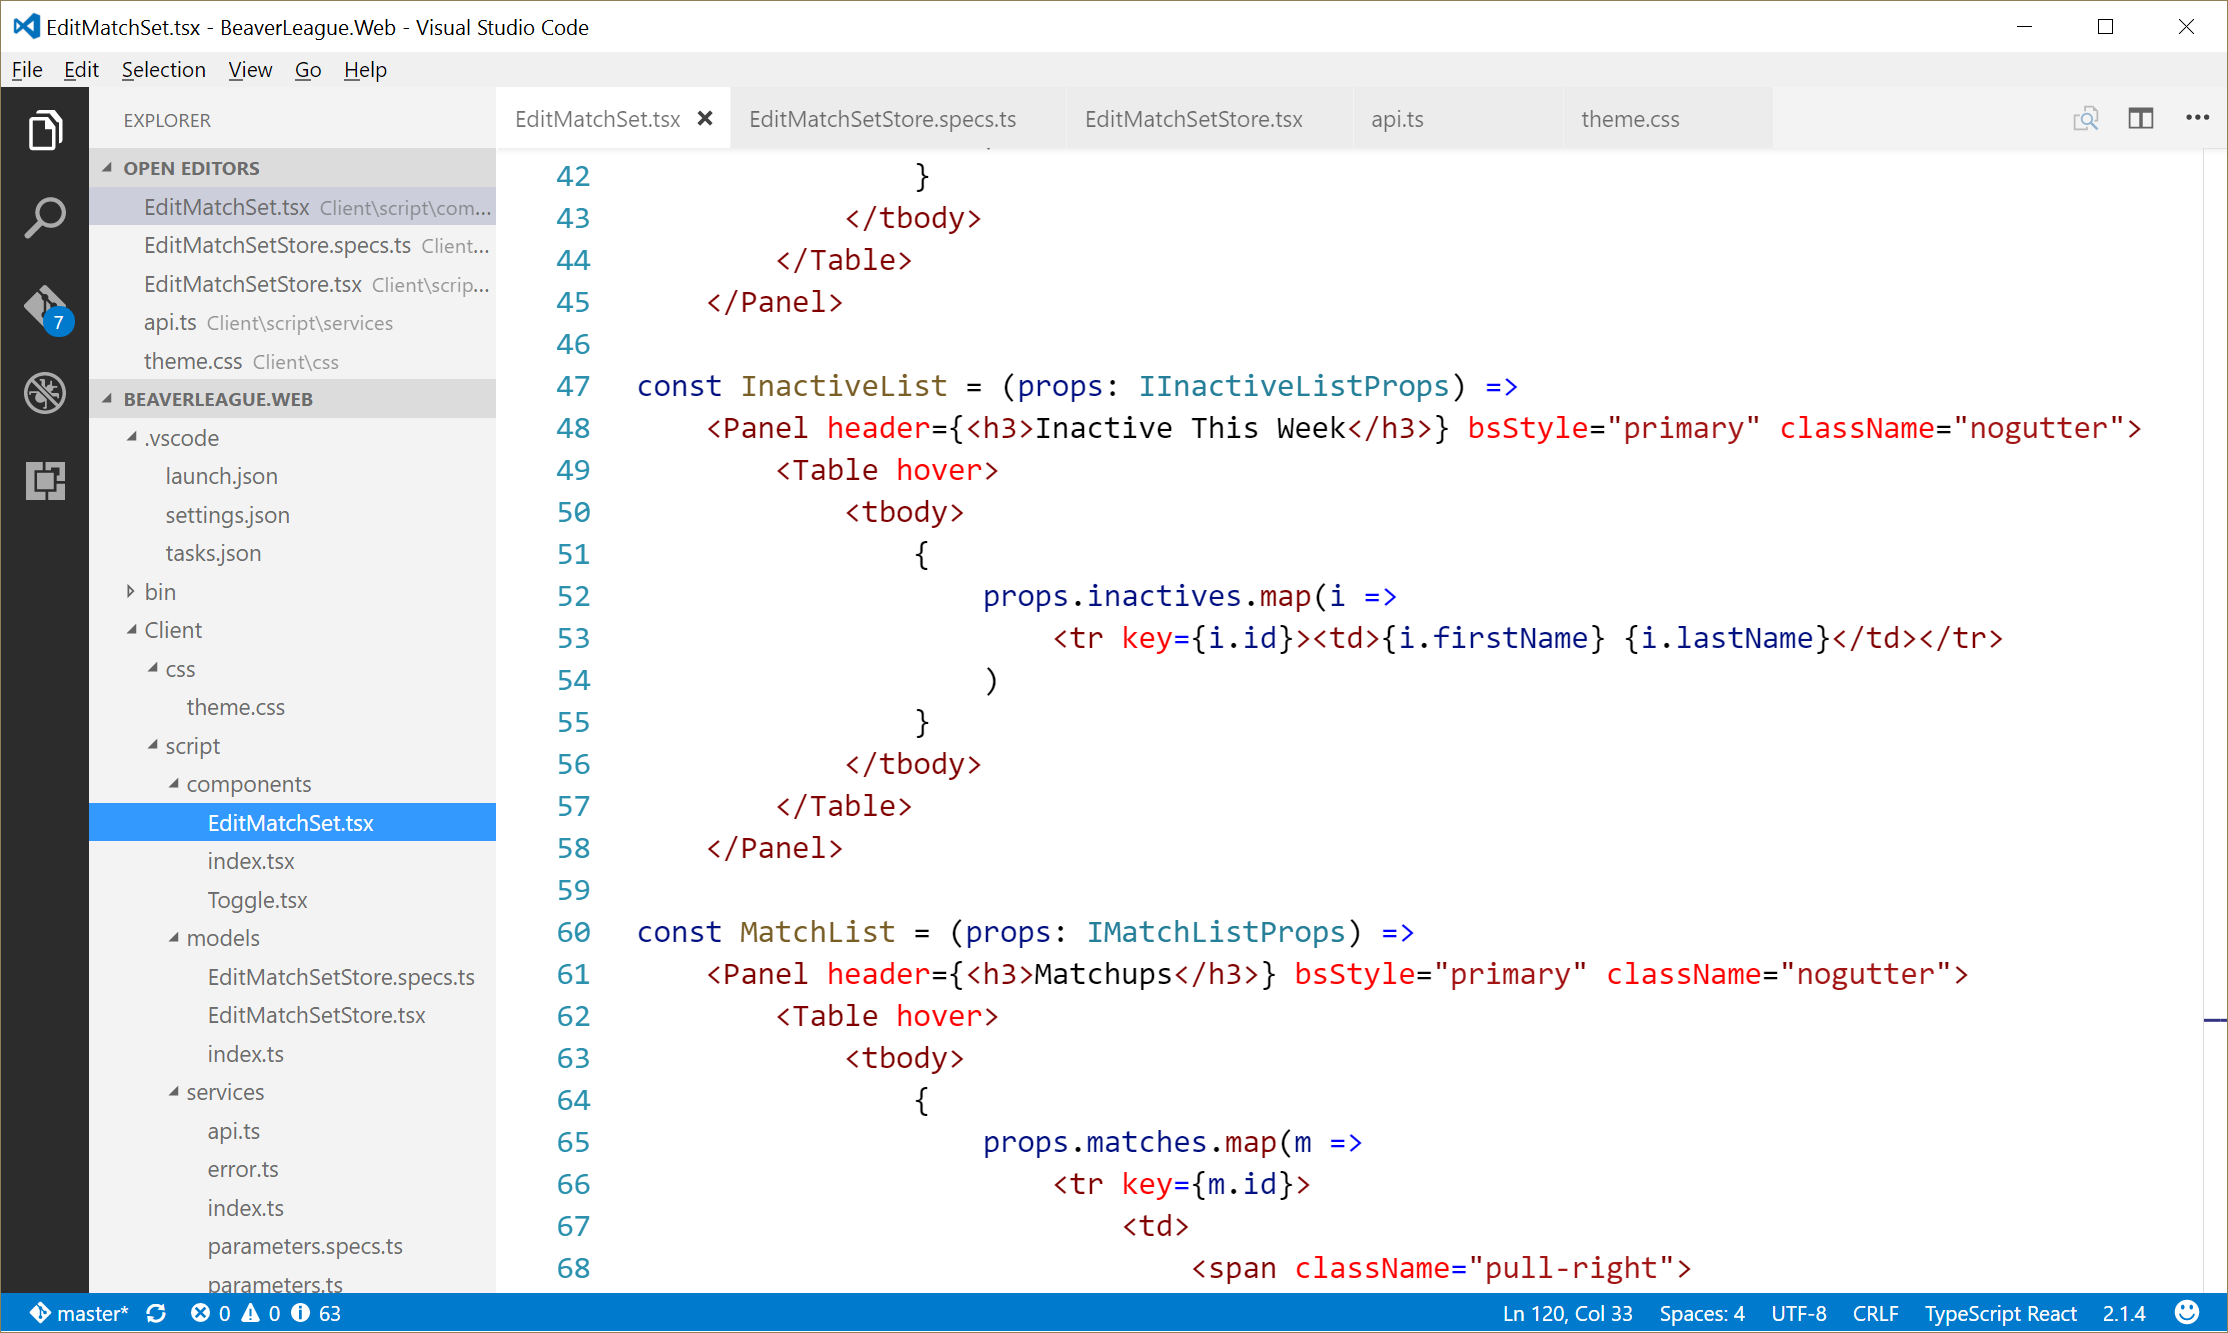 EditMatchSet.tsx - BeaverLeague.Web - Visual Studio Code
File Edit Selection View Go Help
EXPLORER
OPEN EDITORS
EditMatchSet.tsx Client\script\com...
EditMatchSetStore.specs.ts Client...
EditMatchSetStore.tsx Client\scrip...
api.ts Client\script\services
theme.css Client\css
BEAVERLEAGUE.WEB
.vscode
launch.json
settings.json
tasks.json
bin
Client
css
theme.css
script
components
EditMatchSet.tsx
index.tsx
Toggle.tsx
models
EditMatchSetStore.specs.ts
EditMatchSetStore.tsx
index.ts
services
api.ts
error.ts
index.ts
parameters.specs.ts
parameters.ts
7
EditMatchSet.tsx EditMatchSetStore.specs.ts EditMatchSetStore.tsx api.ts theme.css
42 }
43 </tbody>
44 </Table>
45 </Panel>
46
47 const InactiveList = (props: IInactiveListProps) =>
48 <Panel header={<h3>Inactive This Week</h3>} bsStyle="primary" className="nogutter">
49 <Table hover>
50 <tbody>
51 {
52 props.inactives.map(i =>
53 <tr key={i.id}><td>{i.firstName} {i.lastName}</td></tr>
54 )
55 }
56 </tbody>
57 </Table>
58 </Panel>
59
60 const MatchList = (props: IMatchListProps) =>
61 <Panel header={<h3>Matchups</h3>} bsStyle="primary" className="nogutter">
62 <Table hover>
63 <tbody>
64 {
65 props.matches.map(m =>
66 <tr key={m.id}>
67 <td>
68 <span className="pull-right">
master* 0 0 63 Ln 120, Col 33 Spaces: 4 UTF-8 CRLF TypeScript React 2.1.4